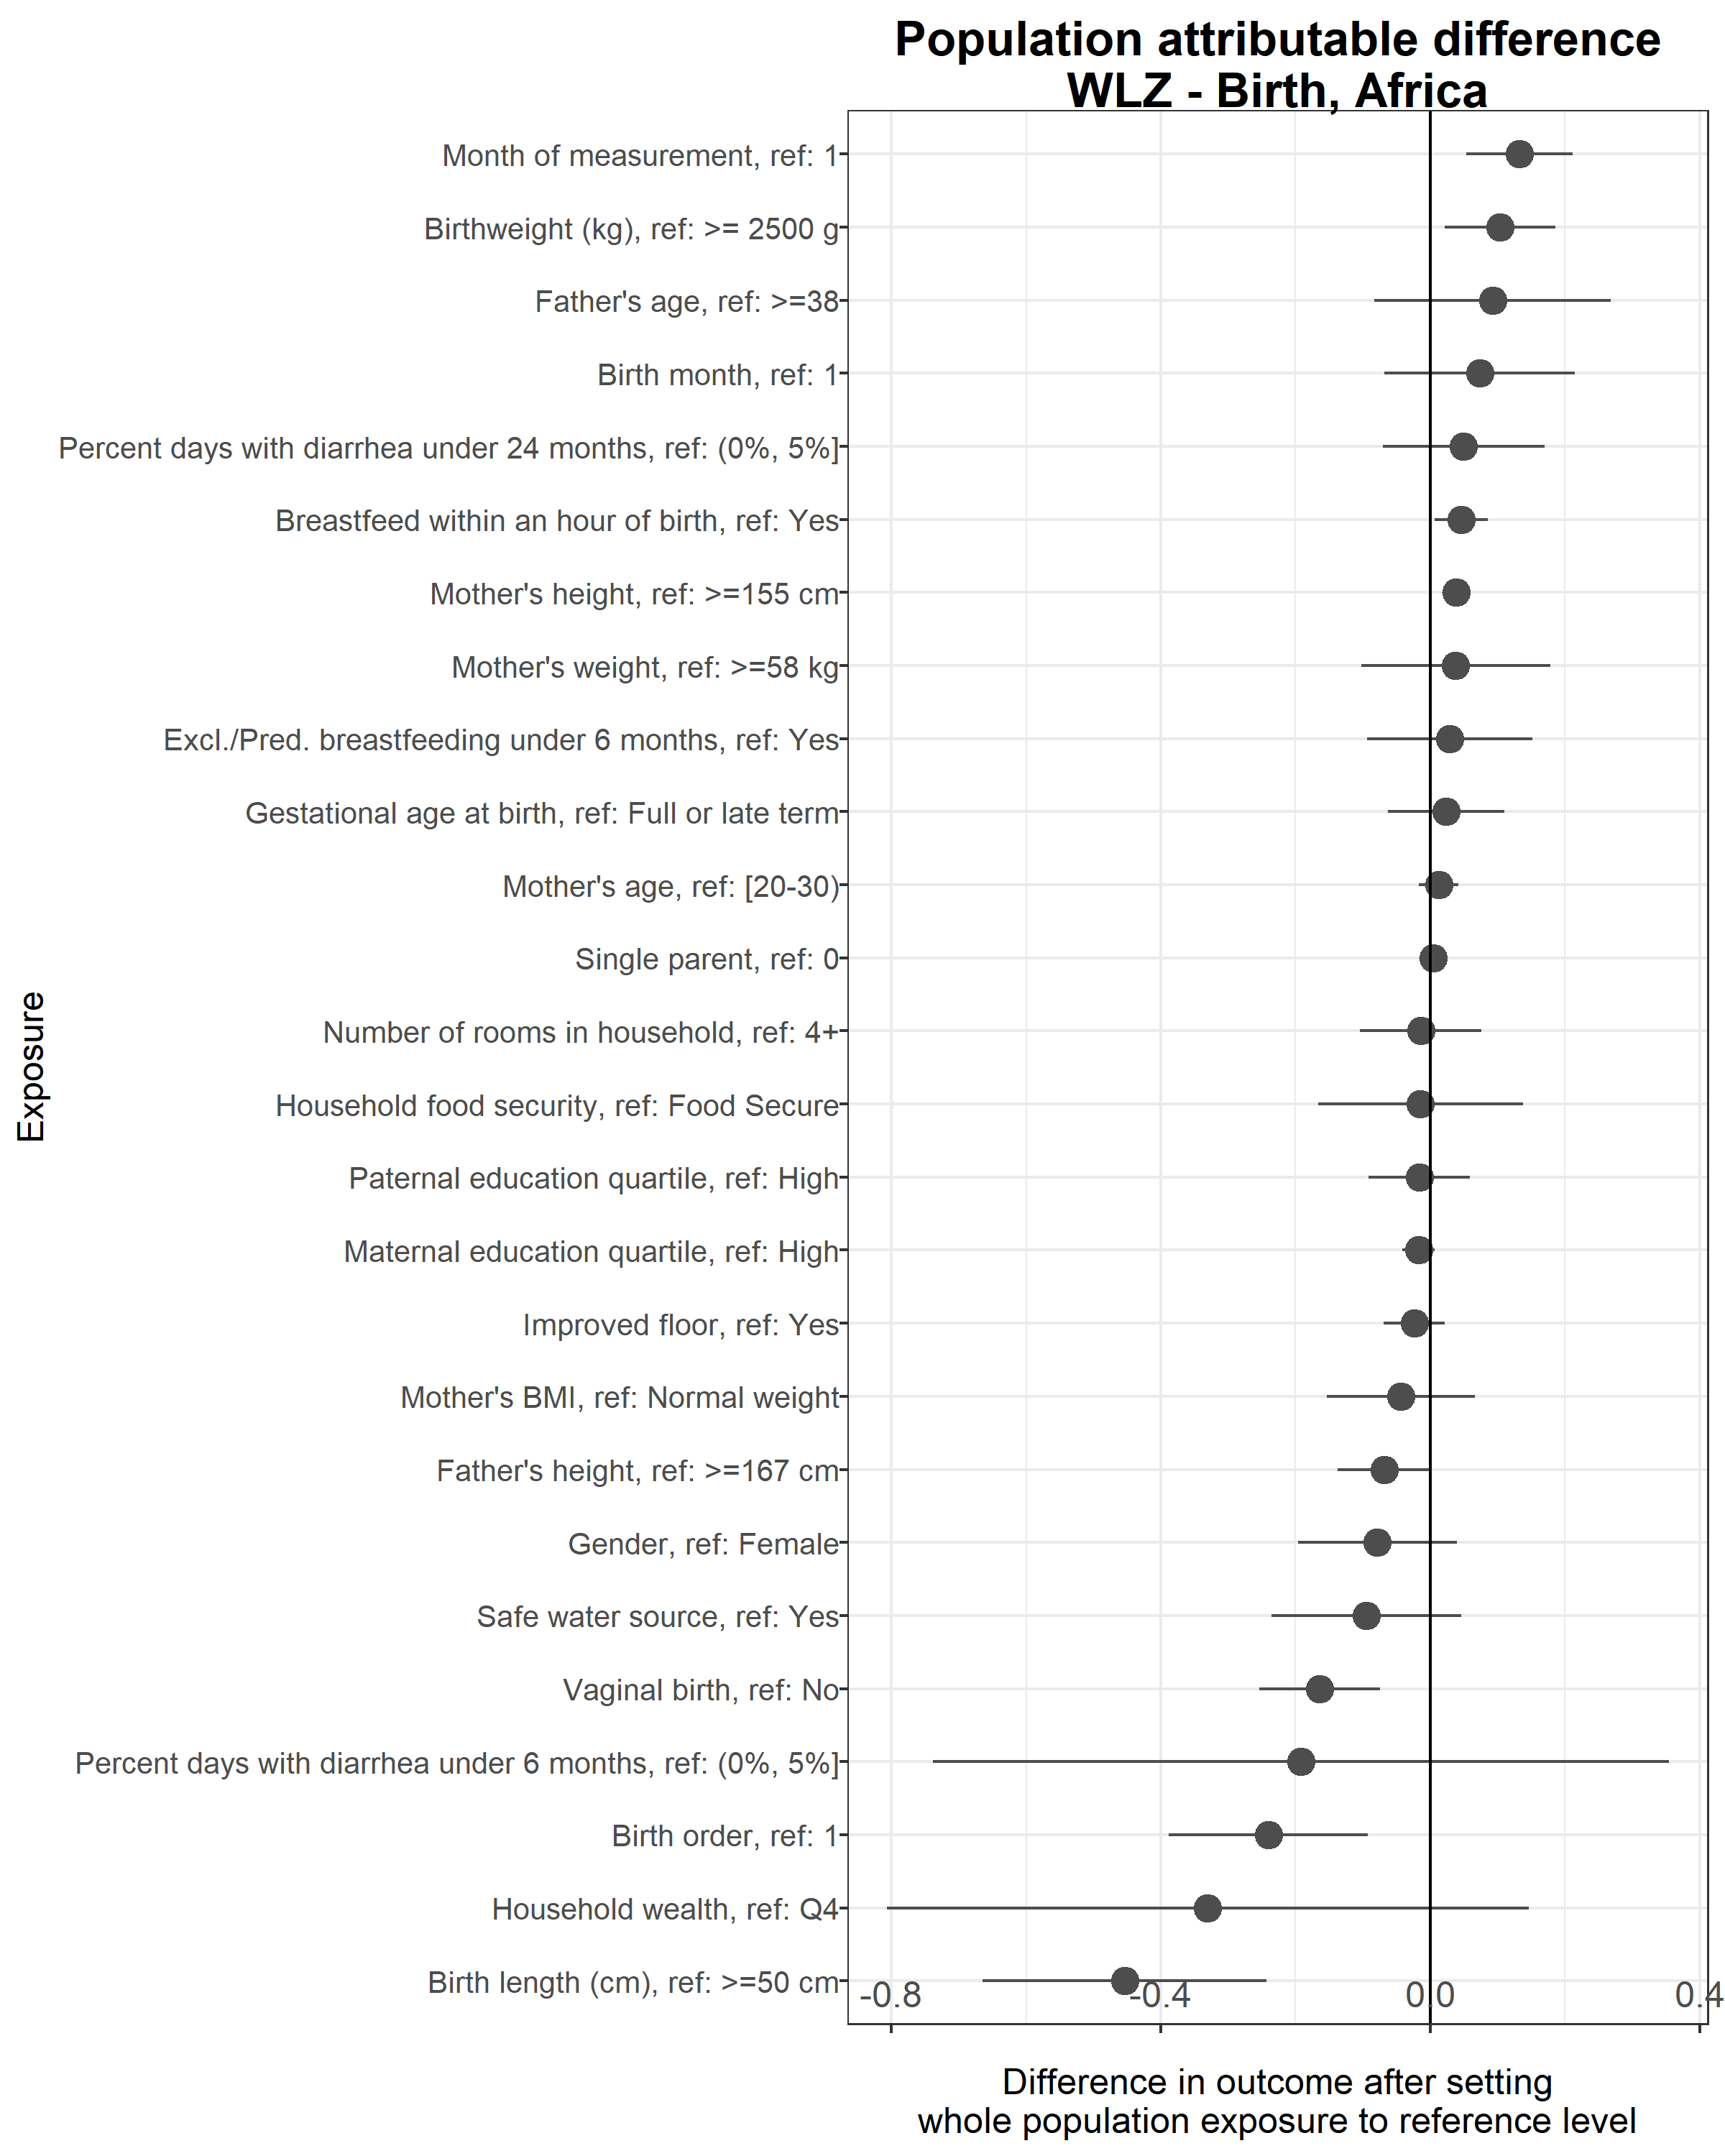 Population attributable difference
WLZ - Birth, Africa
Month of measurement, ref: 1
Birthweight (kg), ref: >= 2500 g
Father's age, ref: >=38
Birth month, ref: 1
Percent days with diarrhea under 24 months, ref: (0%, 5%]
Breastfeed within an hour of birth, ref: Yes
Mother's height, ref: >=155 cm
Mother's weight, ref: >=58 kg
Excl./Pred. breastfeeding under 6 months, ref: Yes
Gestational age at birth, ref: Full or late term
Mother's age, ref: [20-30)
Single parent, ref: 0
Number of rooms in household, ref: 4+
Household food security, ref: Food Secure
Paternal education quartile, ref: High
Maternal education quartile, ref: High
Improved floor, ref: Yes
Mother's BMI, ref: Normal weight
Father's height, ref: >=167 cm
Gender, ref: Female
Safe water source, ref: Yes
Vaginal birth, ref: No
Percent days with diarrhea under 6 months, ref: (0%, 5%]
Birth order, ref: 1
Household wealth, ref: Q4
Birth length (cm), ref: >=50 cm
Exposure
-0.8 -0.4 0.0 0.4
Difference in outcome after setting
whole population exposure to reference level